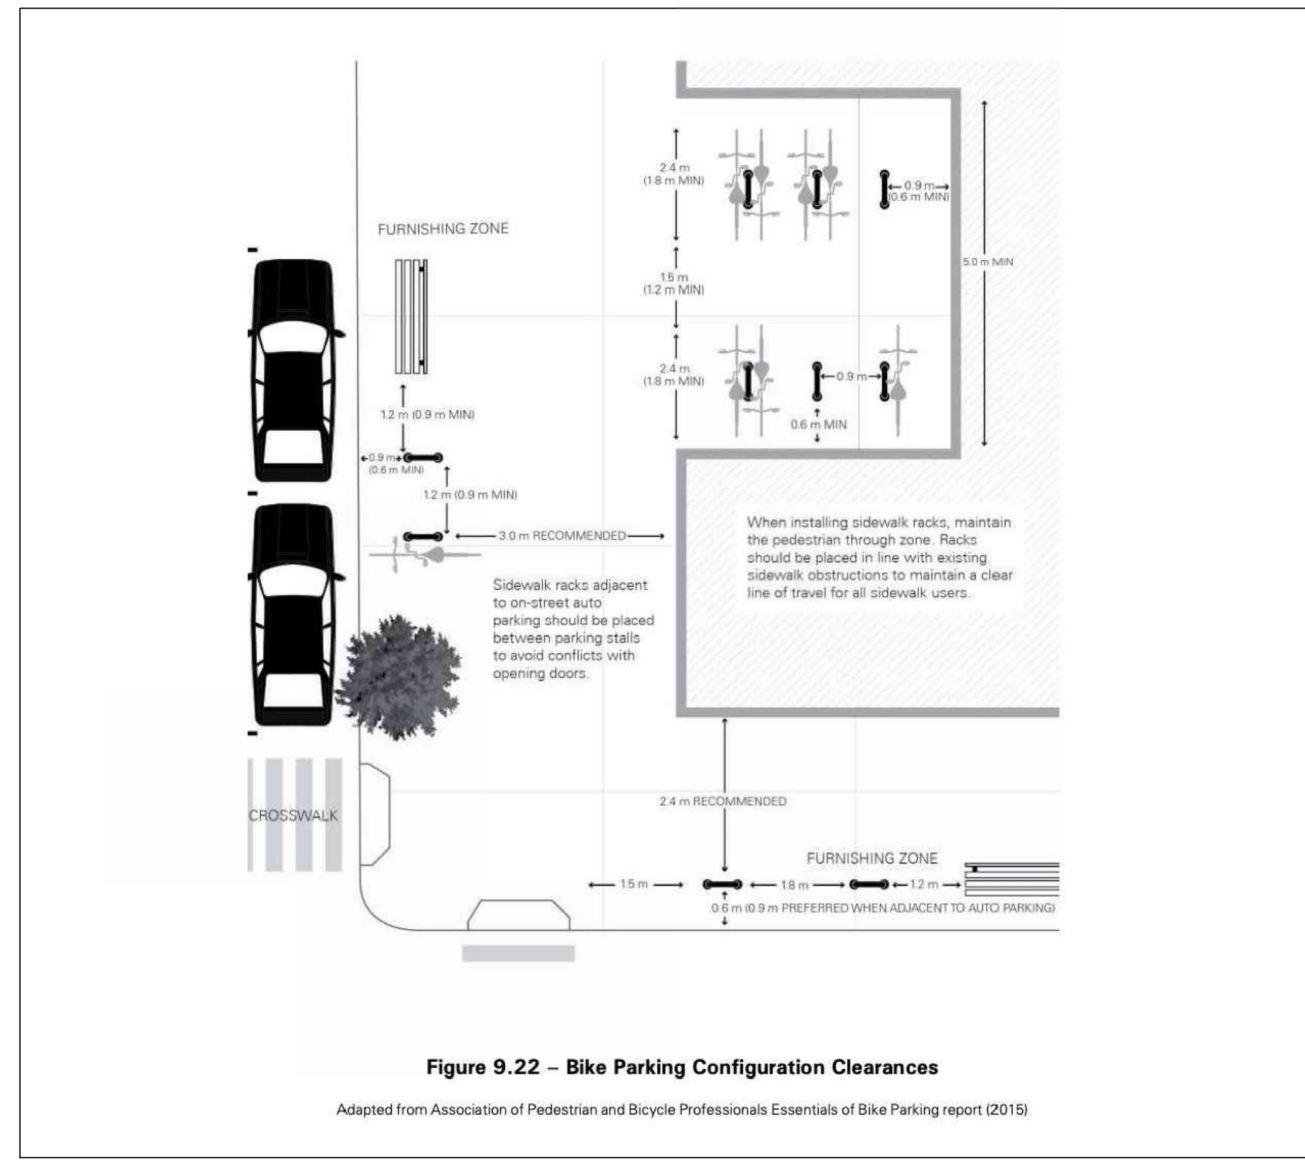 2.4 m
(1.8 m MIN)
0.9 m
(0.6 m MIN)
FURNISHING ZONE
5.0 m MIN
1.5 m
(1.2 m MIN)
2.4 m
(1.8 m MIN)
0.9 m
1.2 m (0.9 m MIN)
0.6 m MIN
0.9 m
(0.6 m MIN)
1.2 m (0.9 m MIN)
3.0 m RECOMMENDED
When installing sidewalk racks, maintain
the pedestrian through zone. Racks
should be placed in line with existing
sidewalk obstructions to maintain a clear
line of travel for all sidewalk users.
Sidewalk racks adjacent
to on-street auto
parking should be placed
between parking stalls
to avoid conflicts with
opening doors.
2.4 m RECOMMENDED
CROSSWALK
FURNISHING ZONE
1.5 m
1.8 m
1.2 m
0.6 m (0.9 m PREFERRED WHEN ADJACENT TO AUTO PARKING)
Figure 9.22 – Bike Parking Configuration Clearances
Adapted from Association of Pedestrian and Bicycle Professionals Essentials of Bike Parking report (2015)